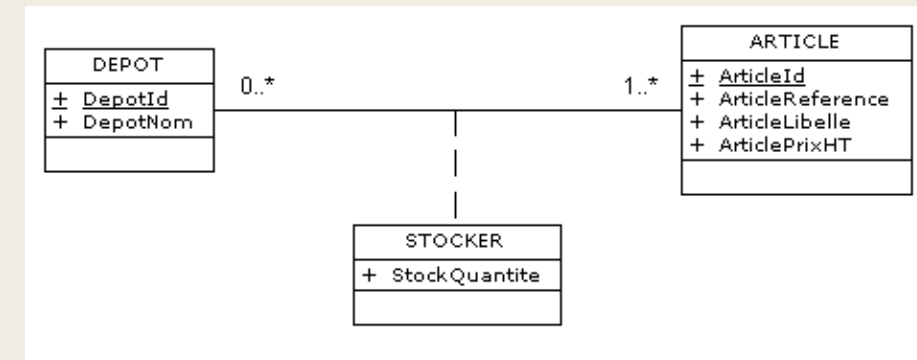 DEPOT
+ DepotId
+ DepotNom
0..*
1..*
ARTICLE
+ ArticleId
+ ArticleReference
+ ArticleLibelle
+ ArticlePrixHT
STOCKER
+ StockQuantite